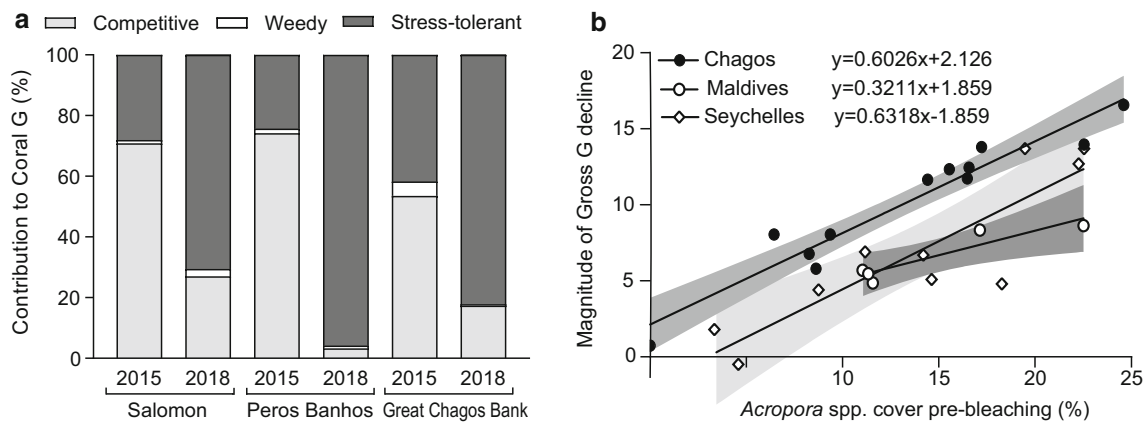 a
Competitive Weedy Stress-tolerant
Contribution to Coral G (%)
100
80
60
40
20
0
2015 2018 2015 2018 2015 2018
Salomon Peros Banhos Great Chagos Bank
b
Magnitude of Gross G decline
20
15
10
5
0
Chagos y=0.6026x+2.126
Maldives y=0.3211x+1.859
Seychelles y=0.6318x-1.859
10 15 20 25
Acropora spp. cover pre-bleaching (%)